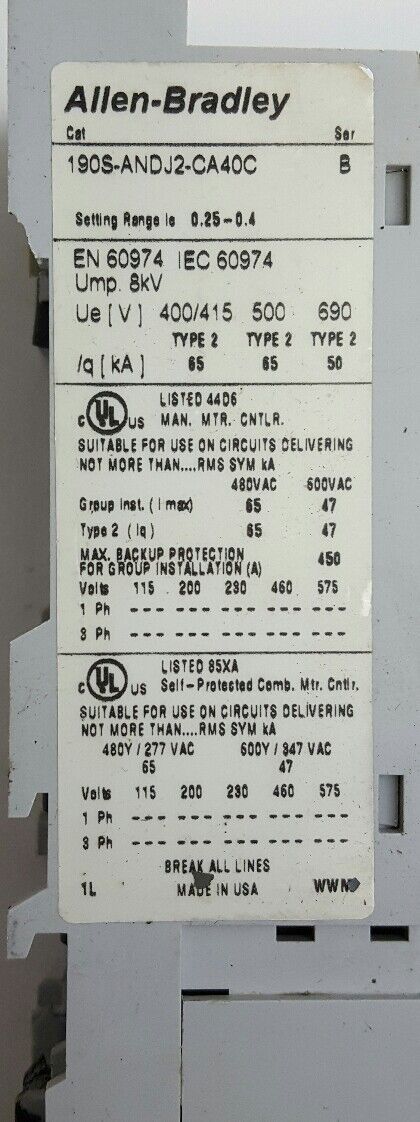 Allen-Bradley
Cat Ser
190S-ANDJ2-CA40C B
Setting Range Ie 0.25-0.4
EN 60974 IEC 60974
Ump. 8kV
Ue [ V ] 400/415 500 690
TYPE 2 TYPE 2 TYPE 2
Iq [ kA ] 65 65 50
LISTED 44D6
c UL us MAN. MTR. CNTLR.
SUITABLE FOR USE ON CIRCUITS DELIVERING
NOT MORE THAN....RMS SYM kA
480VAC 600VAC
Group Inst. ( I max) 65 47
Type 2 ( Iq ) 65 47
MAX. BACKUP PROTECTION
FOR GROUP INSTALLATION (A) 450
Volts 115 200 230 460 575
1 Ph --- --- --- --- ---
3 Ph --- --- --- --- ---
LISTED 85XA
c UL us Self-Protected Comb. Mtr. Cntlr.
SUITABLE FOR USE ON CIRCUITS DELIVERING
NOT MORE THAN....RMS SYM kA
480Y / 277 VAC 600Y / 347 VAC
65 47
Volts 115 200 230 460 575
1 Ph --- --- --- --- ---
3 Ph --- --- --- --- ---
BREAK ALL LINES
1L MADE IN USA